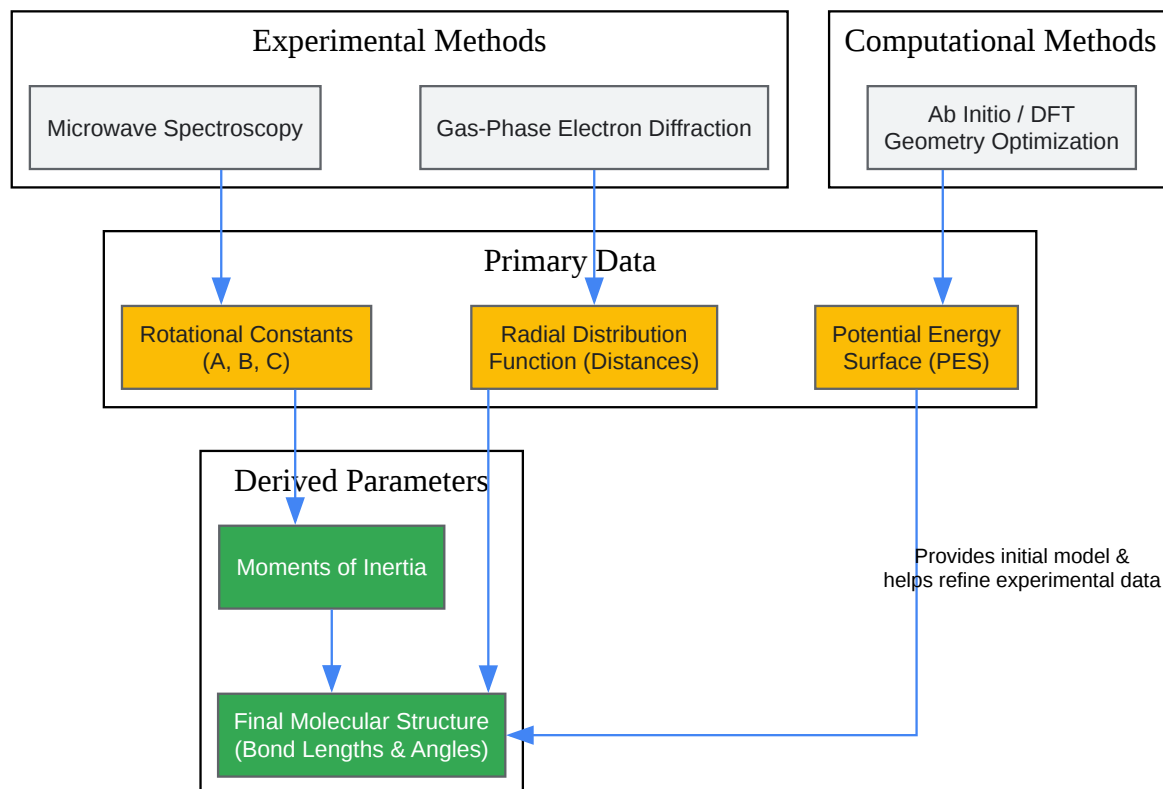 Experimental Methods
Computational Methods
Microwave Spectroscopy
Gas-Phase Electron Diffraction
Ab Initio / DFT
Geometry Optimization
Primary Data
Rotational Constants
(A, B, C)
Radial Distribution
Function (Distances)
Potential Energy
Surface (PES)
Derived Parameters
Moments of Inertia
Provides initial model &
helps refine experimental data
Final Molecular Structure
(Bond Lengths & Angles)